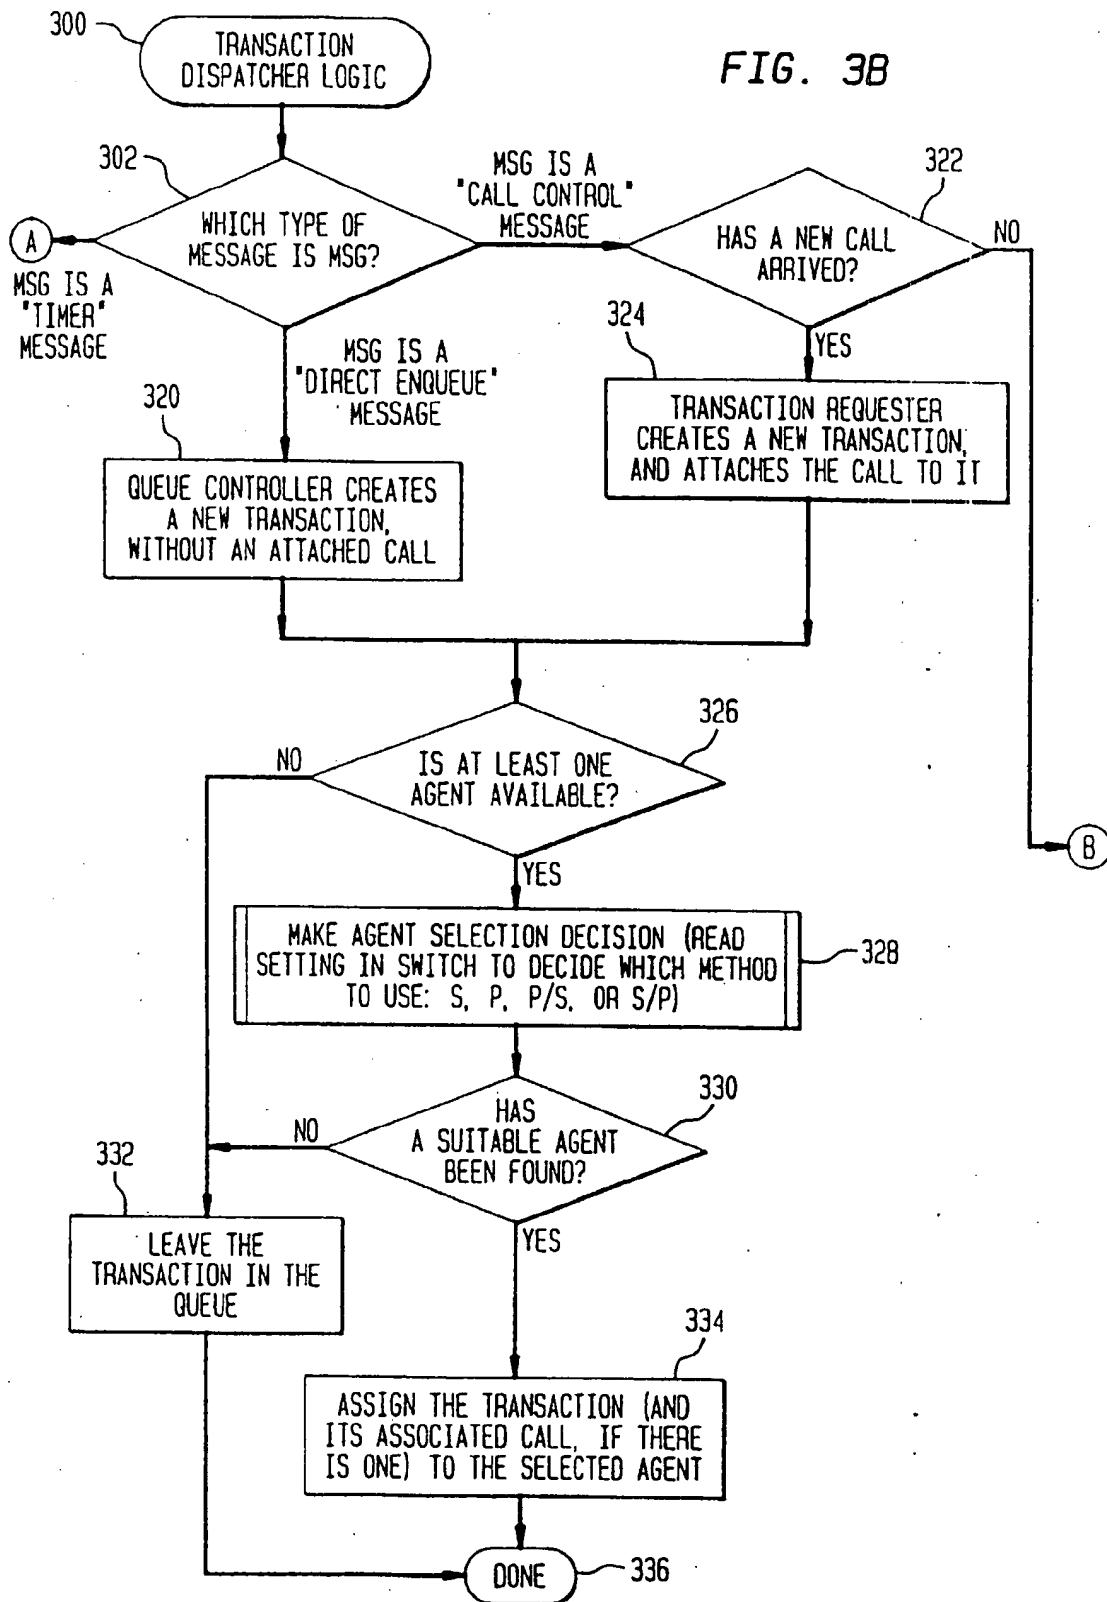 300
TRANSACTION
DISPATCHER LOGIC
FIG. 3B
302
WHICH TYPE OF
MESSAGE IS MSG?
A
MSG IS A
"TIMER"
MESSAGE
MSG IS A
"CALL CONTROL"
MESSAGE
322
HAS A NEW CALL
ARRIVED?
NO
YES
MSG IS A
"DIRECT ENQUEUE"
MESSAGE
320
QUEUE CONTROLLER CREATES
A NEW TRANSACTION,
WITHOUT AN ATTACHED CALL
324
TRANSACTION REQUESTER
CREATES A NEW TRANSACTION,
AND ATTACHES THE CALL TO IT
326
IS AT LEAST ONE
AGENT AVAILABLE?
NO
YES
B
MAKE AGENT SELECTION DECISION (READ
SETTING IN SWITCH TO DECIDE WHICH METHOD
TO USE: S, P, P/S, OR S/P)
328
330
HAS
A SUITABLE AGENT
BEEN FOUND?
NO
YES
332
LEAVE THE
TRANSACTION IN THE
QUEUE
334
ASSIGN THE TRANSACTION (AND
ITS ASSOCIATED CALL, IF THERE
IS ONE) TO THE SELECTED AGENT
DONE
336